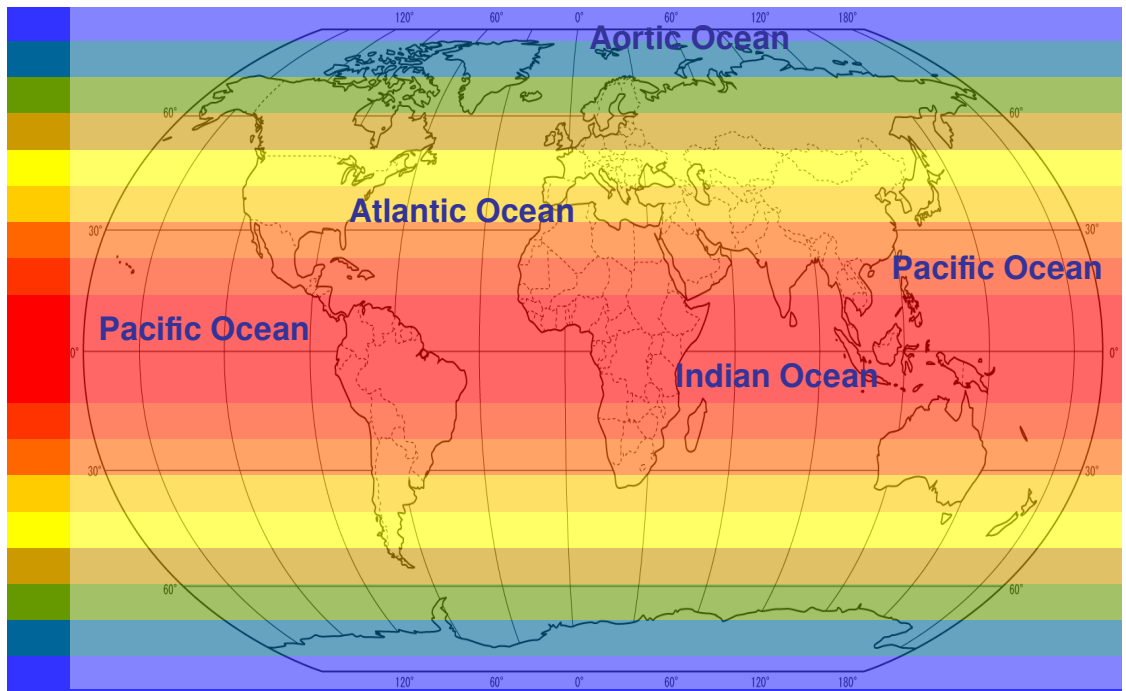 120° 60° 0° 60° 120° 180°
Aortic Ocean
60° 60°
Atlantic Ocean
30° 30°
Pacific Ocean
Pacific Ocean
0° 0°
Indian Ocean
30° 30°
60° 60°
120° 60° 0° 60° 120° 180°